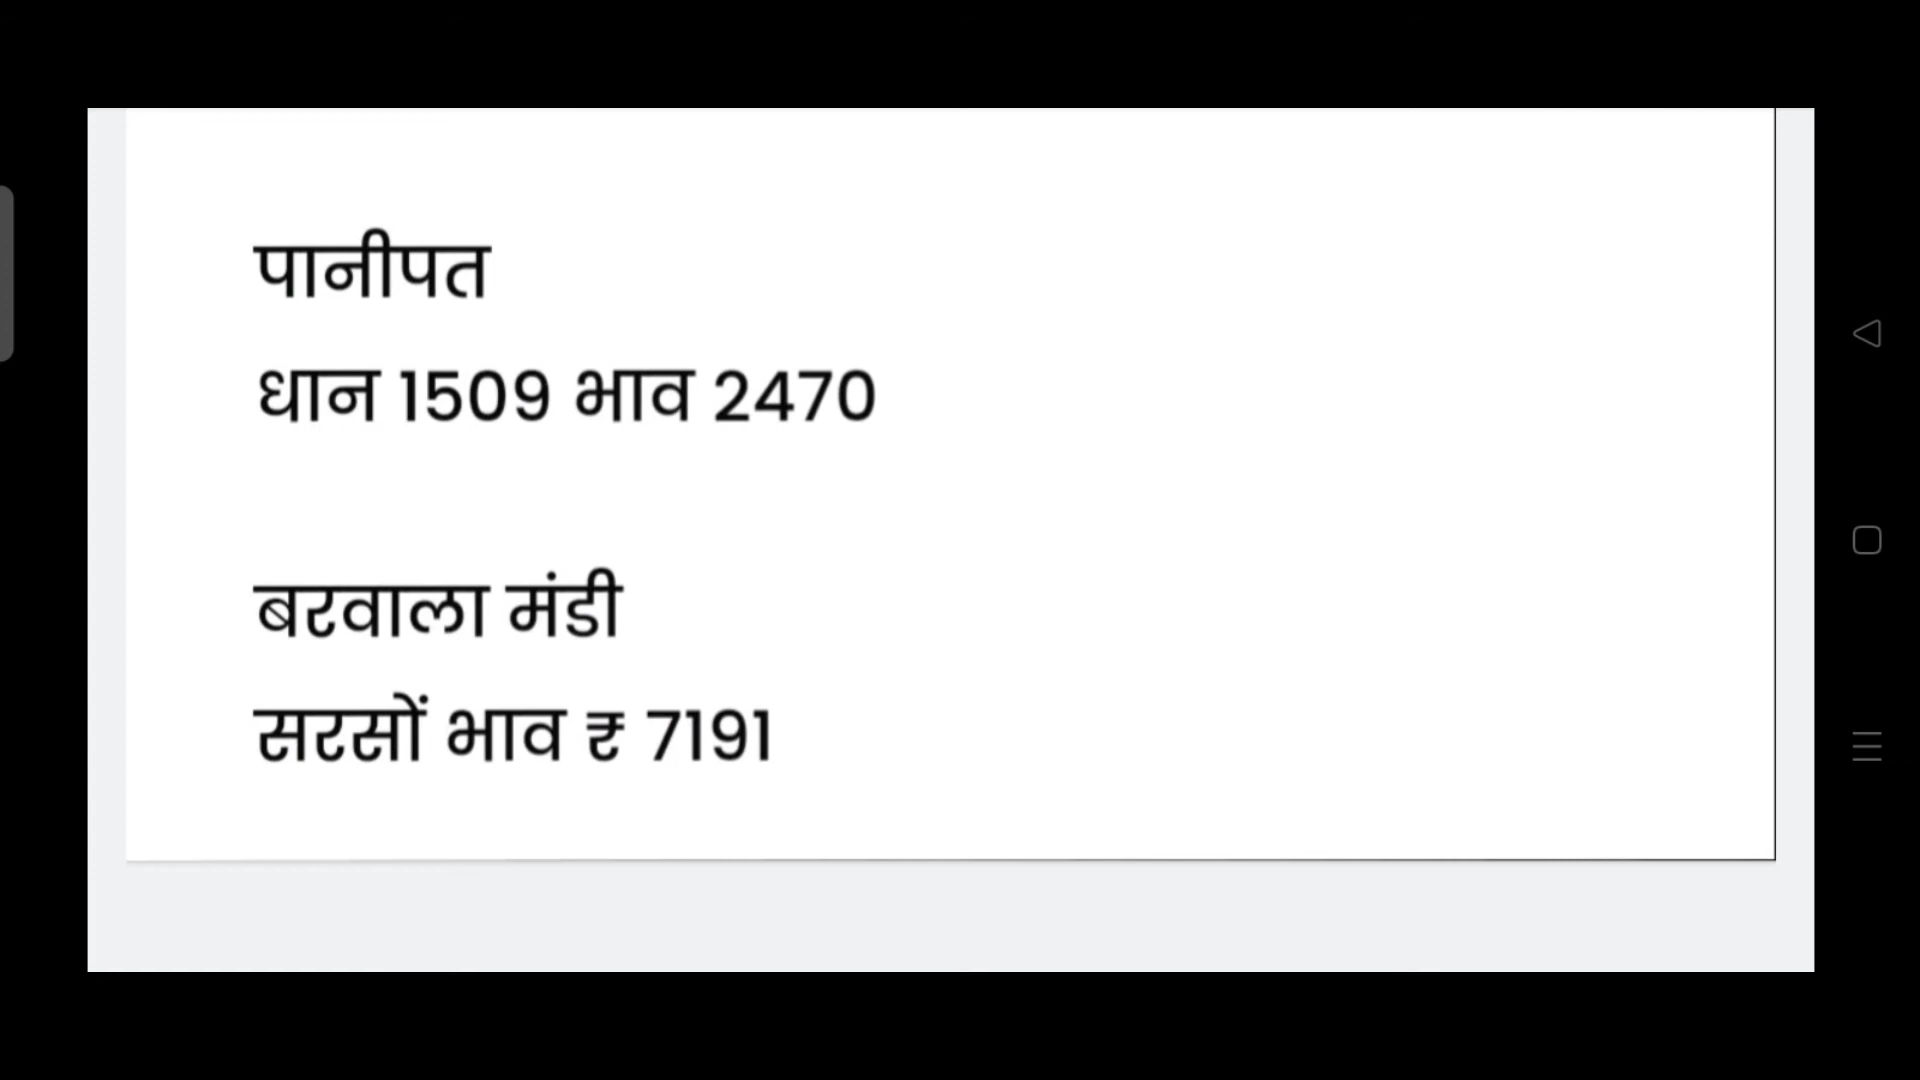 पानीपत
धान 1509 भाव 2470
बरवाला मंडी
सरसों भाव ₹ 7191